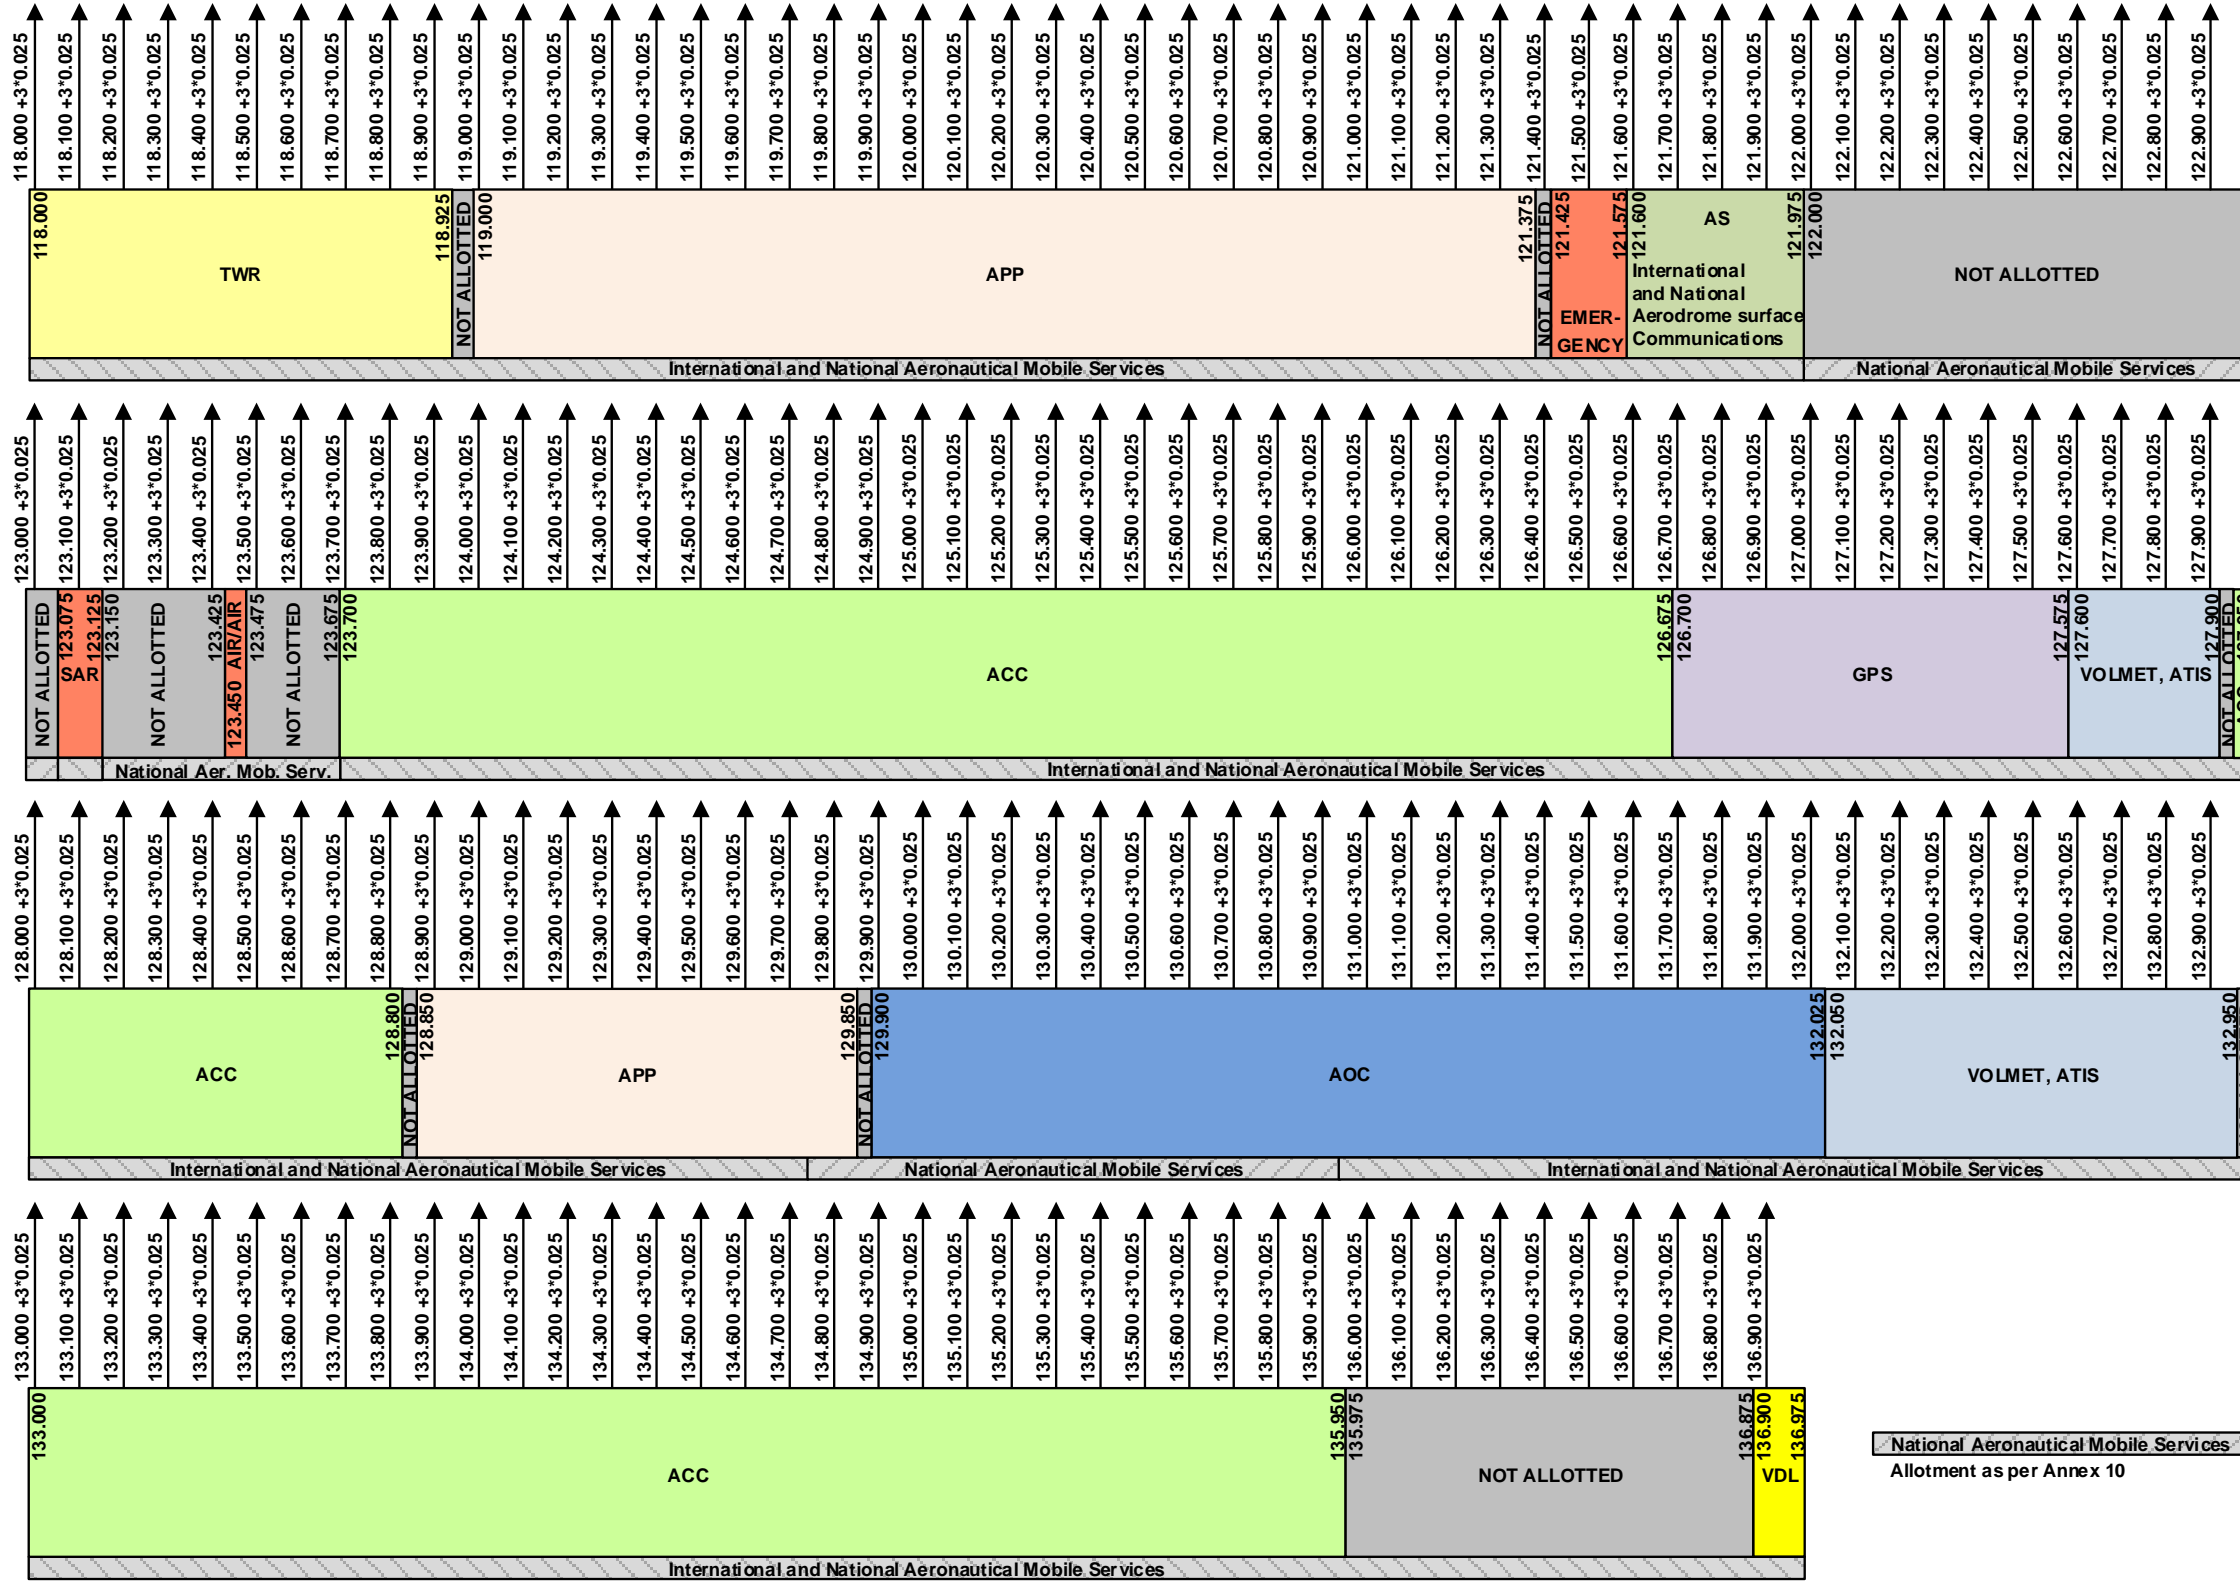 118.000 +3*0.025 118.100 +3*0.025 118.200 +3*0.025 118.300 +3*0.025 118.400 +3*0.025 118.500 +3*0.025 118.600 +3*0.025 118.700 +3*0.025 118.800 +3*0.025 118.900 +3*0.025 119.000 +3*0.025 119.100 +3*0.025 119.200 +3*0.025 119.300 +3*0.025 119.400 +3*0.025 119.500 +3*0.025 119.600 +3*0.025 119.700 +3*0.025 119.800 +3*0.025 119.900 +3*0.025 120.000 +3*0.025 120.100 +3*0.025 120.200 +3*0.025 120.300 +3*0.025 120.400 +3*0.025 120.500 +3*0.025 120.600 +3*0.025 120.700 +3*0.025 120.800 +3*0.025 120.900 +3*0.025 121.000 +3*0.025 121.100 +3*0.025 121.200 +3*0.025 121.300 +3*0.025 121.400 +3*0.025 121.500 +3*0.025 121.600 +3*0.025 121.700 +3*0.025 121.800 +3*0.025 121.900 +3*0.025 122.000 +3*0.025 122.100 +3*0.025 122.200 +3*0.025 122.300 +3*0.025 122.400 +3*0.025 122.500 +3*0.025 122.600 +3*0.025 122.700 +3*0.025 122.800 +3*0.025 122.900 +3*0.025
118.000
TWR
118.925
NOT ALLOTTED
119.000
APP
121.375
NOT ALLOTTED
121.425
EMER-
GENCY
121.575
121.600
AS
International
and National
Aerodrome surface
Communications
121.975
122.000
NOT ALLOTTED
International and National Aeronautical Mobile Services
National Aeronautical Mobile Services
123.000 +3*0.025 123.100 +3*0.025 123.200 +3*0.025 123.300 +3*0.025 123.400 +3*0.025 123.500 +3*0.025 123.600 +3*0.025 123.700 +3*0.025 123.800 +3*0.025 123.900 +3*0.025 124.000 +3*0.025 124.100 +3*0.025 124.200 +3*0.025 124.300 +3*0.025 124.400 +3*0.025 124.500 +3*0.025 124.600 +3*0.025 124.700 +3*0.025 124.800 +3*0.025 124.900 +3*0.025 125.000 +3*0.025 125.100 +3*0.025 125.200 +3*0.025 125.300 +3*0.025 125.400 +3*0.025 125.500 +3*0.025 125.600 +3*0.025 125.700 +3*0.025 125.800 +3*0.025 125.900 +3*0.025 126.000 +3*0.025 126.100 +3*0.025 126.200 +3*0.025 126.300 +3*0.025 126.400 +3*0.025 126.500 +3*0.025 126.600 +3*0.025 126.700 +3*0.025 126.800 +3*0.025 126.900 +3*0.025 127.000 +3*0.025 127.100 +3*0.025 127.200 +3*0.025 127.300 +3*0.025 127.400 +3*0.025 127.500 +3*0.025 127.600 +3*0.025 127.700 +3*0.025 127.800 +3*0.025 127.900 +3*0.025
NOT ALLOTTED
123.075
SAR
123.125
123.150
NOT ALLOTTED
123.425
123.450 AIR/AIR
123.475
NOT ALLOTTED
123.675
123.700
ACC
126.675
126.700
GPS
127.575
127.600
VOLMET, ATIS
127.900
NOT ALLOTTED
National Aer. Mob. Serv.
International and National Aeronautical Mobile Services
128.000 +3*0.025 128.100 +3*0.025 128.200 +3*0.025 128.300 +3*0.025 128.400 +3*0.025 128.500 +3*0.025 128.600 +3*0.025 128.700 +3*0.025 128.800 +3*0.025 128.900 +3*0.025 129.000 +3*0.025 129.100 +3*0.025 129.200 +3*0.025 129.300 +3*0.025 129.400 +3*0.025 129.500 +3*0.025 129.600 +3*0.025 129.700 +3*0.025 129.800 +3*0.025 129.900 +3*0.025 130.000 +3*0.025 130.100 +3*0.025 130.200 +3*0.025 130.300 +3*0.025 130.400 +3*0.025 130.500 +3*0.025 130.600 +3*0.025 130.700 +3*0.025 130.800 +3*0.025 130.900 +3*0.025 131.000 +3*0.025 131.100 +3*0.025 131.200 +3*0.025 131.300 +3*0.025 131.400 +3*0.025 131.500 +3*0.025 131.600 +3*0.025 131.700 +3*0.025 131.800 +3*0.025 131.900 +3*0.025 132.000 +3*0.025 132.100 +3*0.025 132.200 +3*0.025 132.300 +3*0.025 132.400 +3*0.025 132.500 +3*0.025 132.600 +3*0.025 132.700 +3*0.025 132.800 +3*0.025 132.900 +3*0.025
ACC
128.800
NOT ALLOTTED
128.850
APP
129.850
NOT ALLOTTED
129.900
AOC
132.025
132.050
VOLMET, ATIS
132.950
International and National Aeronautical Mobile Services
National Aeronautical Mobile Services
International and National Aeronautical Mobile Services
133.000 +3*0.025 133.100 +3*0.025 133.200 +3*0.025 133.300 +3*0.025 133.400 +3*0.025 133.500 +3*0.025 133.600 +3*0.025 133.700 +3*0.025 133.800 +3*0.025 133.900 +3*0.025 134.000 +3*0.025 134.100 +3*0.025 134.200 +3*0.025 134.300 +3*0.025 134.400 +3*0.025 134.500 +3*0.025 134.600 +3*0.025 134.700 +3*0.025 134.800 +3*0.025 134.900 +3*0.025 135.000 +3*0.025 135.100 +3*0.025 135.200 +3*0.025 135.300 +3*0.025 135.400 +3*0.025 135.500 +3*0.025 135.600 +3*0.025 135.700 +3*0.025 135.800 +3*0.025 135.900 +3*0.025 136.000 +3*0.025 136.100 +3*0.025 136.200 +3*0.025 136.300 +3*0.025 136.400 +3*0.025 136.500 +3*0.025 136.600 +3*0.025 136.700 +3*0.025 136.800 +3*0.025 136.900 +3*0.025
133.000
ACC
135.950
135.975
NOT ALLOTTED
136.875
136.900
VDL
136.975
International and National Aeronautical Mobile Services
National Aeronautical Mobile Services
Allotment as per Annex 10